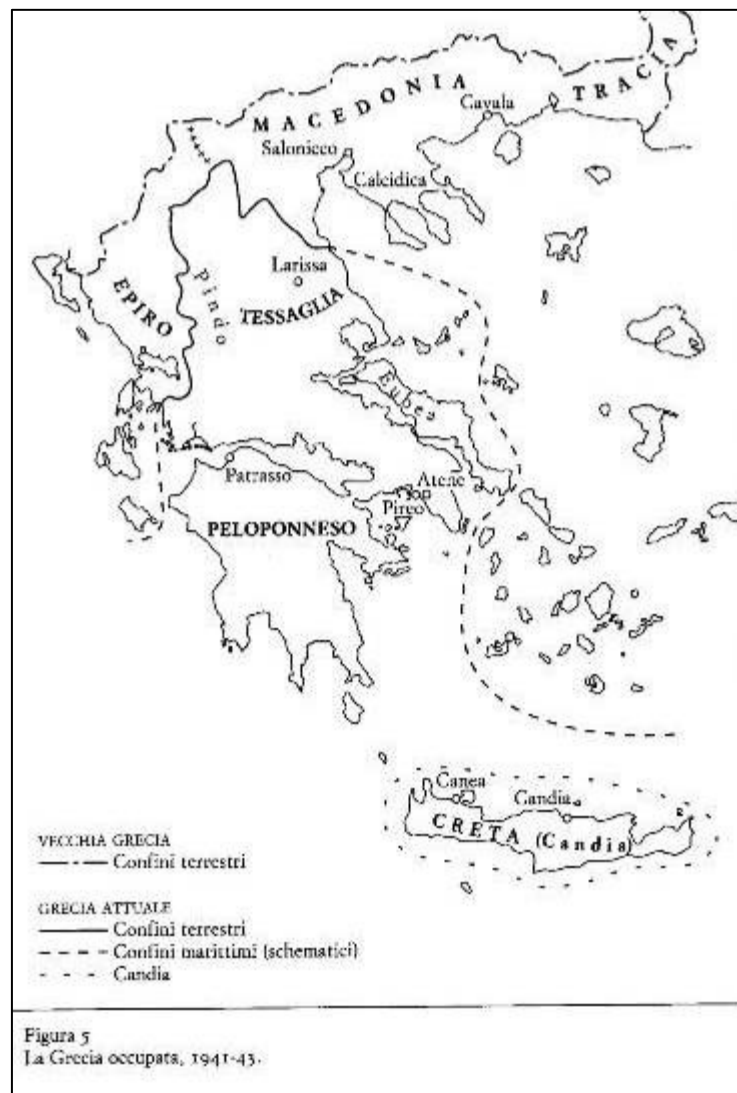 MACEDONIA
TRACIA
Cavala
Salonicco
Calcidica
Larissa
EPIRO
Pindo
TESSAGLIA
Eubea
Patrasso
Atene
Pireo
PELOPONNESO
Canea
Candia
CRETA (Candia)
VECCHIA GRECIA
Confini terrestri
GRECIA ATTUALE
Confini terrestri
Confini marittimi (schematici)
Candia
Figura 5
La Grecia occupata, 1941-43.